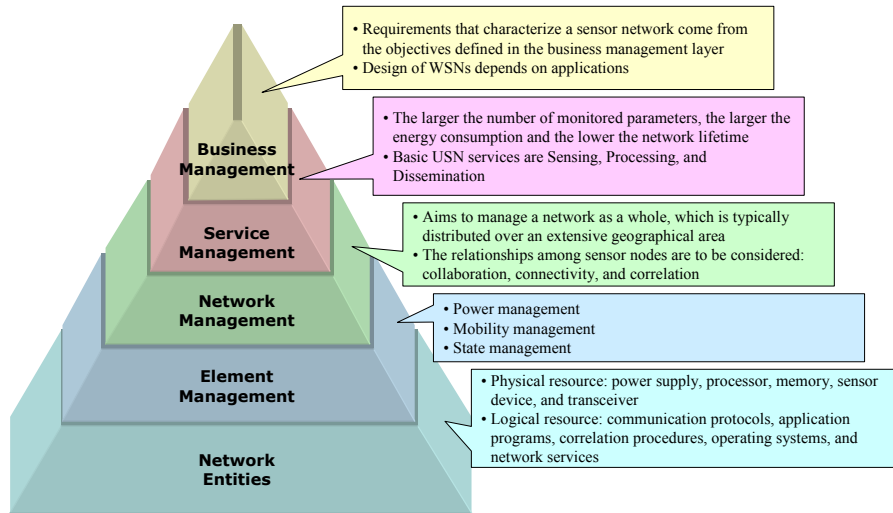 • Requirements that characterize a sensor network come from
the objectives defined in the business management layer
• Design of WSNs depends on applications
• The larger the number of monitored parameters, the larger the
energy consumption and the lower the network lifetime
• Basic USN services are Sensing, Processing, and
Dissemination
Business
Management
• Aims to manage a network as a whole, which is typically
distributed over an extensive geographical area
• The relationships among sensor nodes are to be considered:
collaboration, connectivity, and correlation
Service
Management
• Power management
• Mobility management
• State management
Network
Management
• Physical resource: power supply, processor, memory, sensor
device, and transceiver
• Logical resource: communication protocols, application
programs, correlation procedures, operating systems, and
network services
Element
Management
Network
Entities